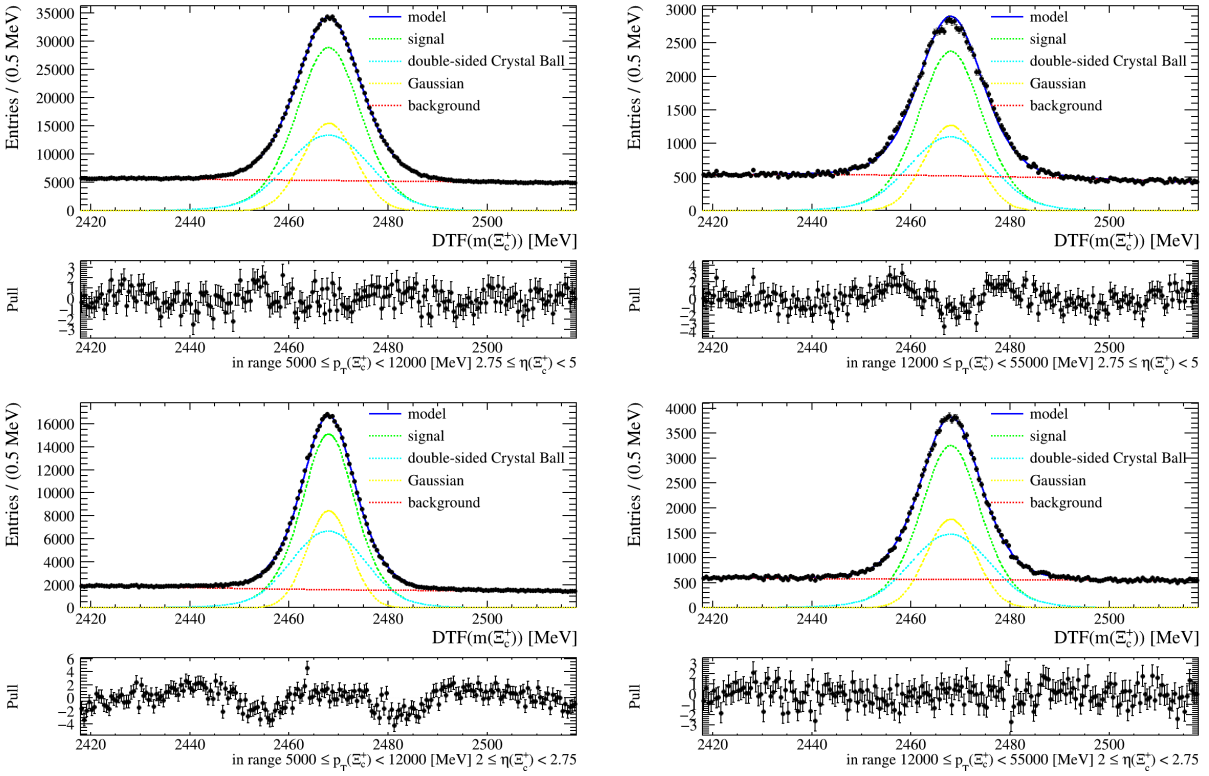 Entries / (0.5 MeV)
35000
30000
25000
20000
15000
10000
5000
0
model
signal
double-sided Crystal Ball
Gaussian
background
2420 2440 2460 2480 2500
DTF(m(Ξc+)) [MeV]
Pull
3
2
1
0
−1
−2
−3
2420 2440 2460 2480 2500
in range 5000 ≤ pT(Ξc+) < 12000 [MeV] 2.75 ≤ η(Ξc+) < 5
Entries / (0.5 MeV)
3000
2500
2000
1500
1000
500
0
model
signal
double-sided Crystal Ball
Gaussian
background
2420 2440 2460 2480 2500
DTF(m(Ξc+)) [MeV]
Pull
4
3
2
1
0
−1
−2
−3
−4
2420 2440 2460 2480 2500
in range 12000 ≤ pT(Ξc+) < 55000 [MeV] 2.75 ≤ η(Ξc+) < 5
Entries / (0.5 MeV)
16000
14000
12000
10000
8000
6000
4000
2000
0
model
signal
double-sided Crystal Ball
Gaussian
background
2420 2440 2460 2480 2500
DTF(m(Ξc+)) [MeV]
Pull
6
4
2
0
−2
−4
2420 2440 2460 2480 2500
in range 5000 ≤ pT(Ξc+) < 12000 [MeV] 2 ≤ η(Ξc+) < 2.75
Entries / (0.5 MeV)
4000
3500
3000
2500
2000
1500
1000
500
0
model
signal
double-sided Crystal Ball
Gaussian
background
2420 2440 2460 2480 2500
DTF(m(Ξc+)) [MeV]
Pull
3
2
1
0
−1
−2
−3
2420 2440 2460 2480 2500
in range 12000 ≤ pT(Ξc+) < 55000 [MeV] 2 ≤ η(Ξc+) < 2.75